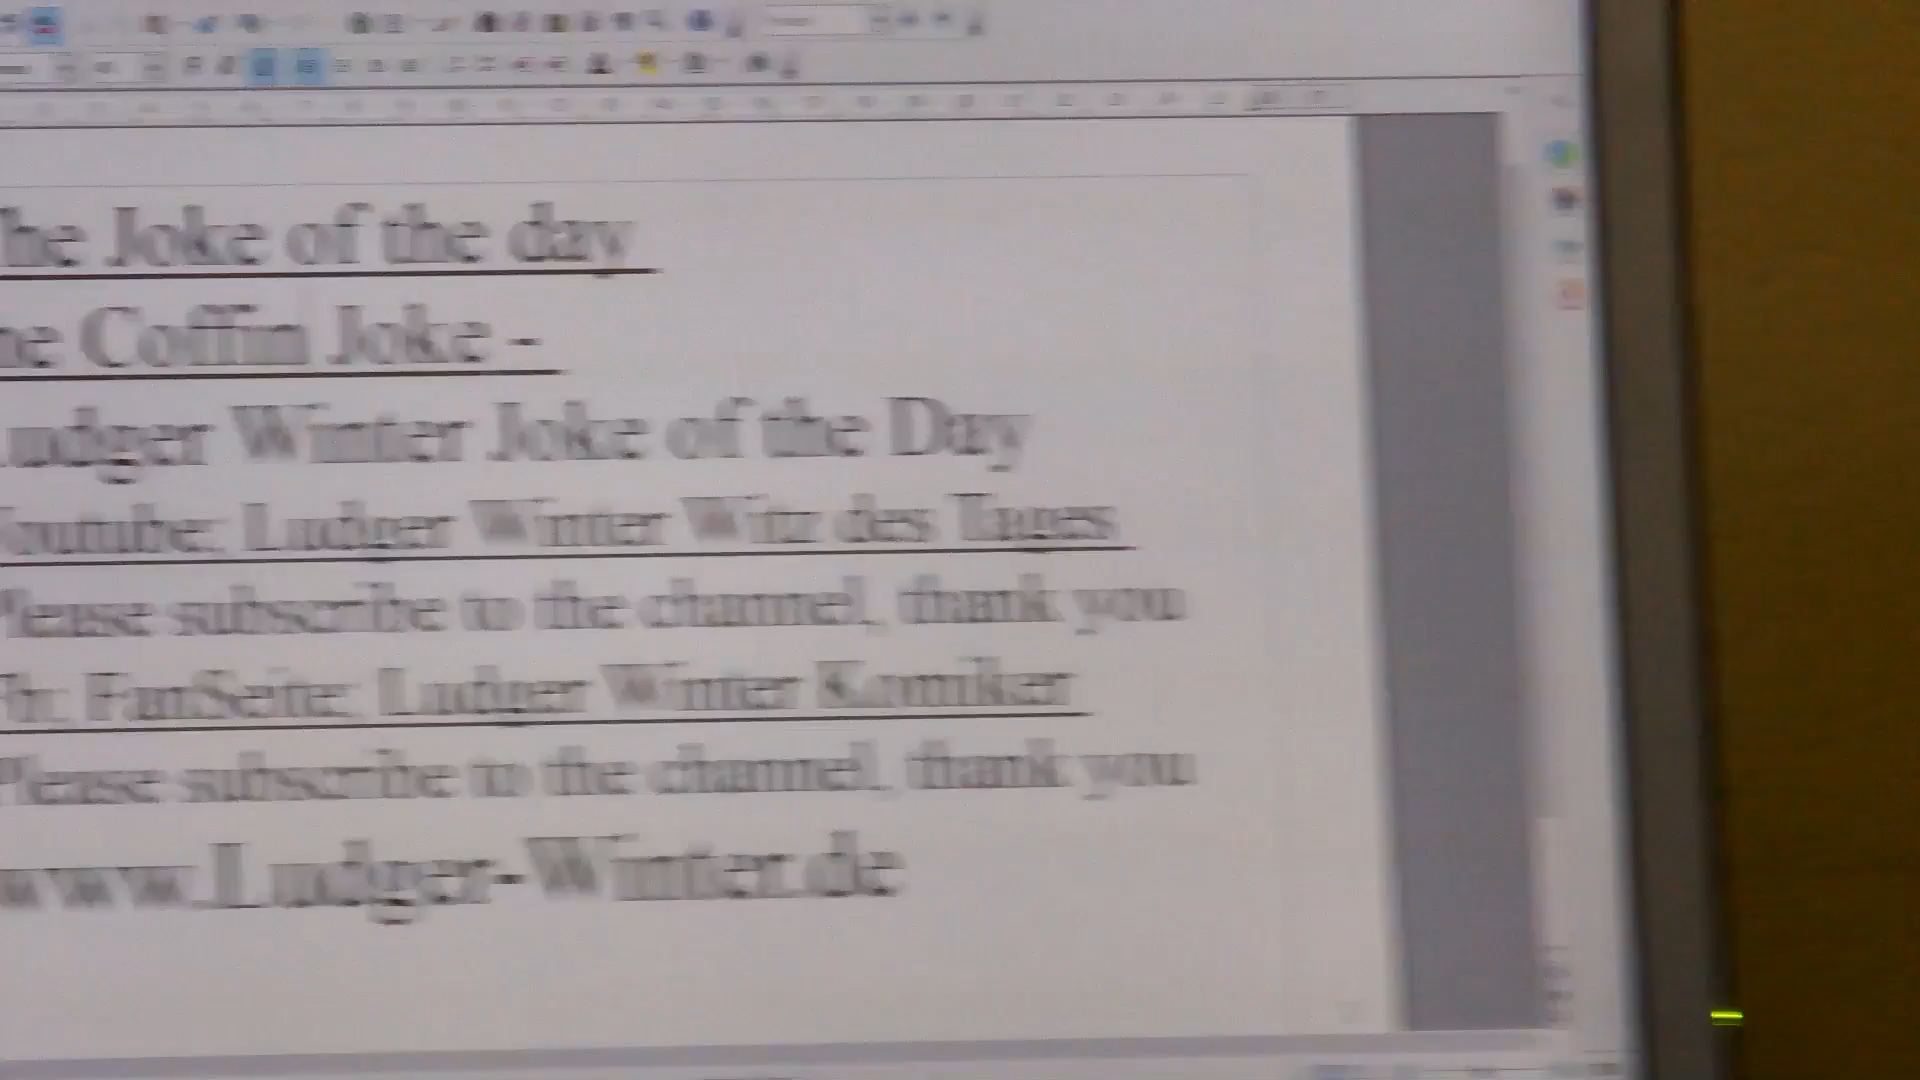 he Joke of the day
he Coffin Joke -
Ludger Winter Joke of the Day
Youtube: Ludger Winter Witz des Tages
Please subscribe to the channel, thank you
Fb: FanSeite: Ludger Winter Komiker
Please subscribe to the channel, thank you
www.Ludger-Winter.de